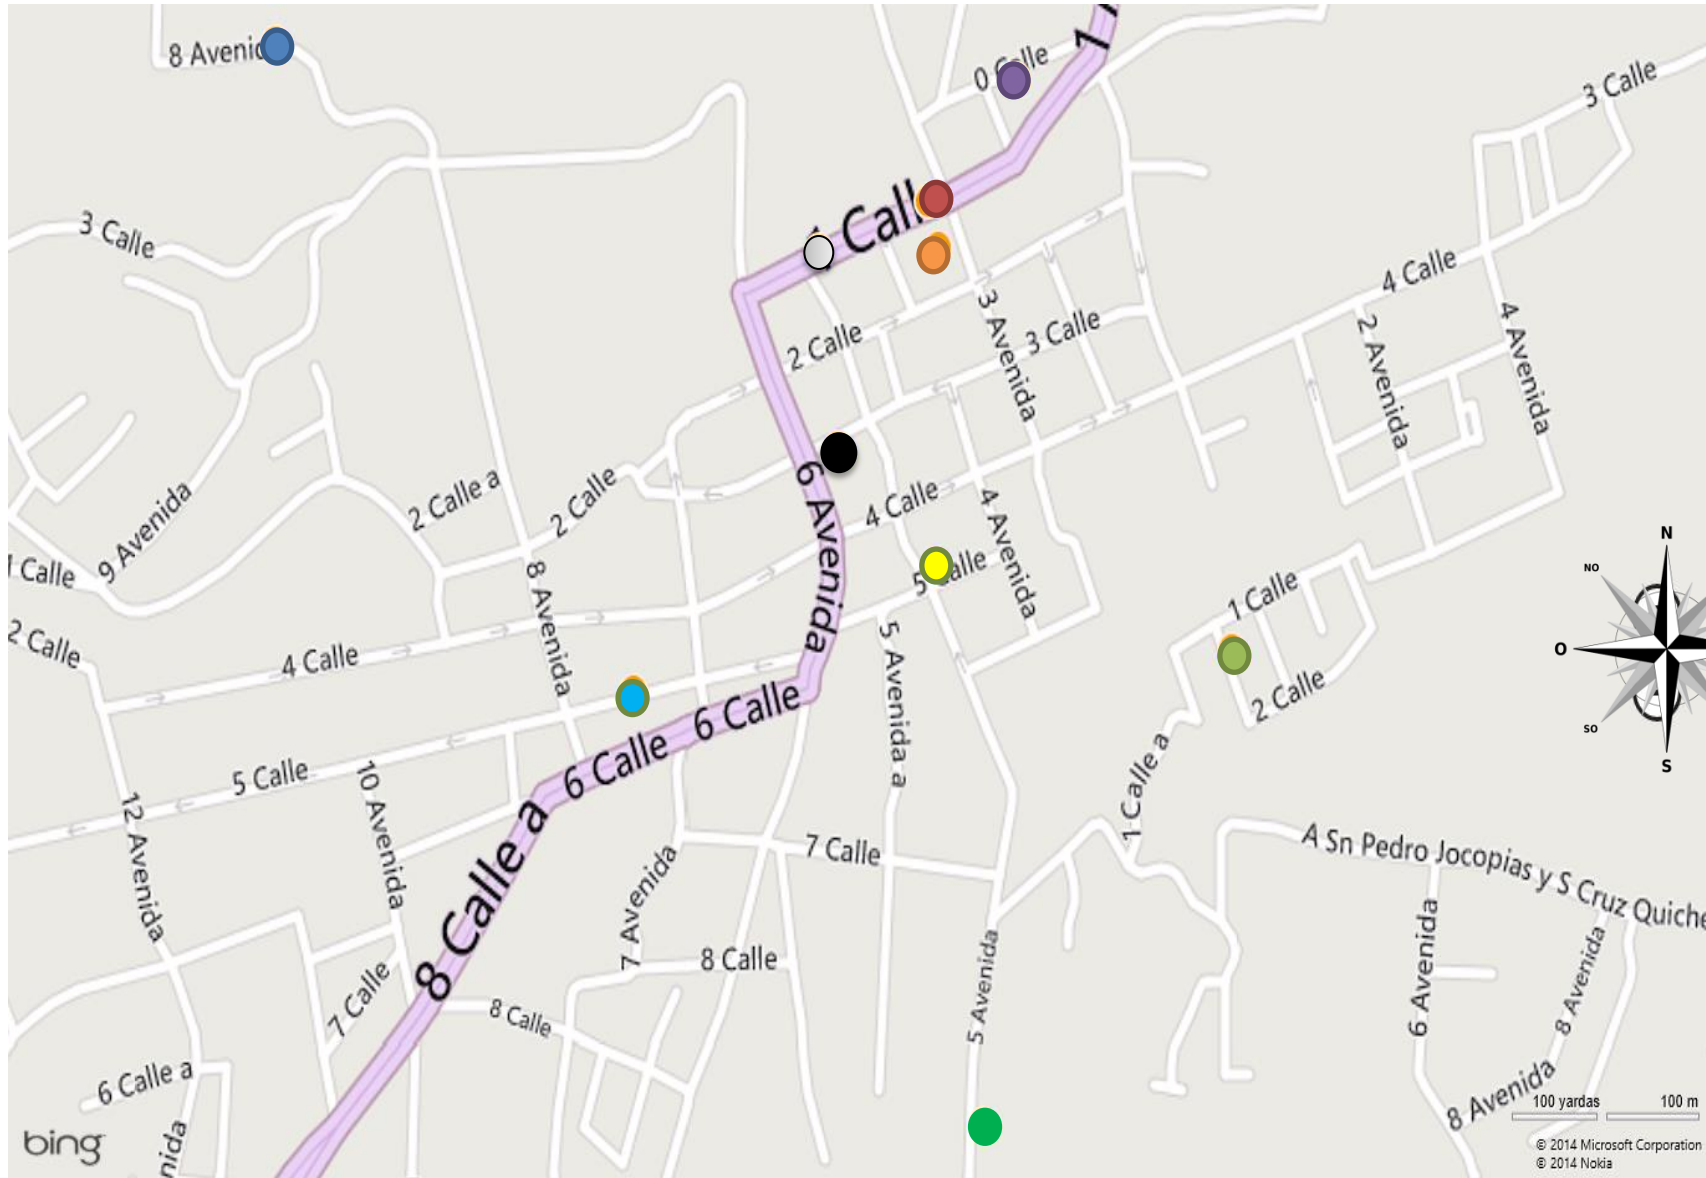 8 Avenid
0 Calle
1
3 Calle
3 Calle
1 Call
4 Calle
2 Calle
3 Avenida
3 Calle
2 Avenida
4 Avenida
2 Calle a
2 Calle
6 Avenida
4 Calle
4 Avenida
9 Avenida
N
NO
O
SO
S
1 Calle
8 Avenida
5 Calle
1 Calle
2 Calle
4 Calle
5 Avenida a
2 Calle
6 Calle
6 Calle
5 Calle
10 Avenida
12 Avenida
8 Calle a
1 Calle a
7 Calle
7 Avenida
A Sn Pedro Jocopias y S Cruz Quiche
8 Calle
5 Avenida
6 Avenida
8 Avenida
7 Calle
8 Calle
6 Calle a
8 Avenida
nida
100 yardas
100 m
bing
© 2014 Microsoft Corporation
© 2014 Nokia